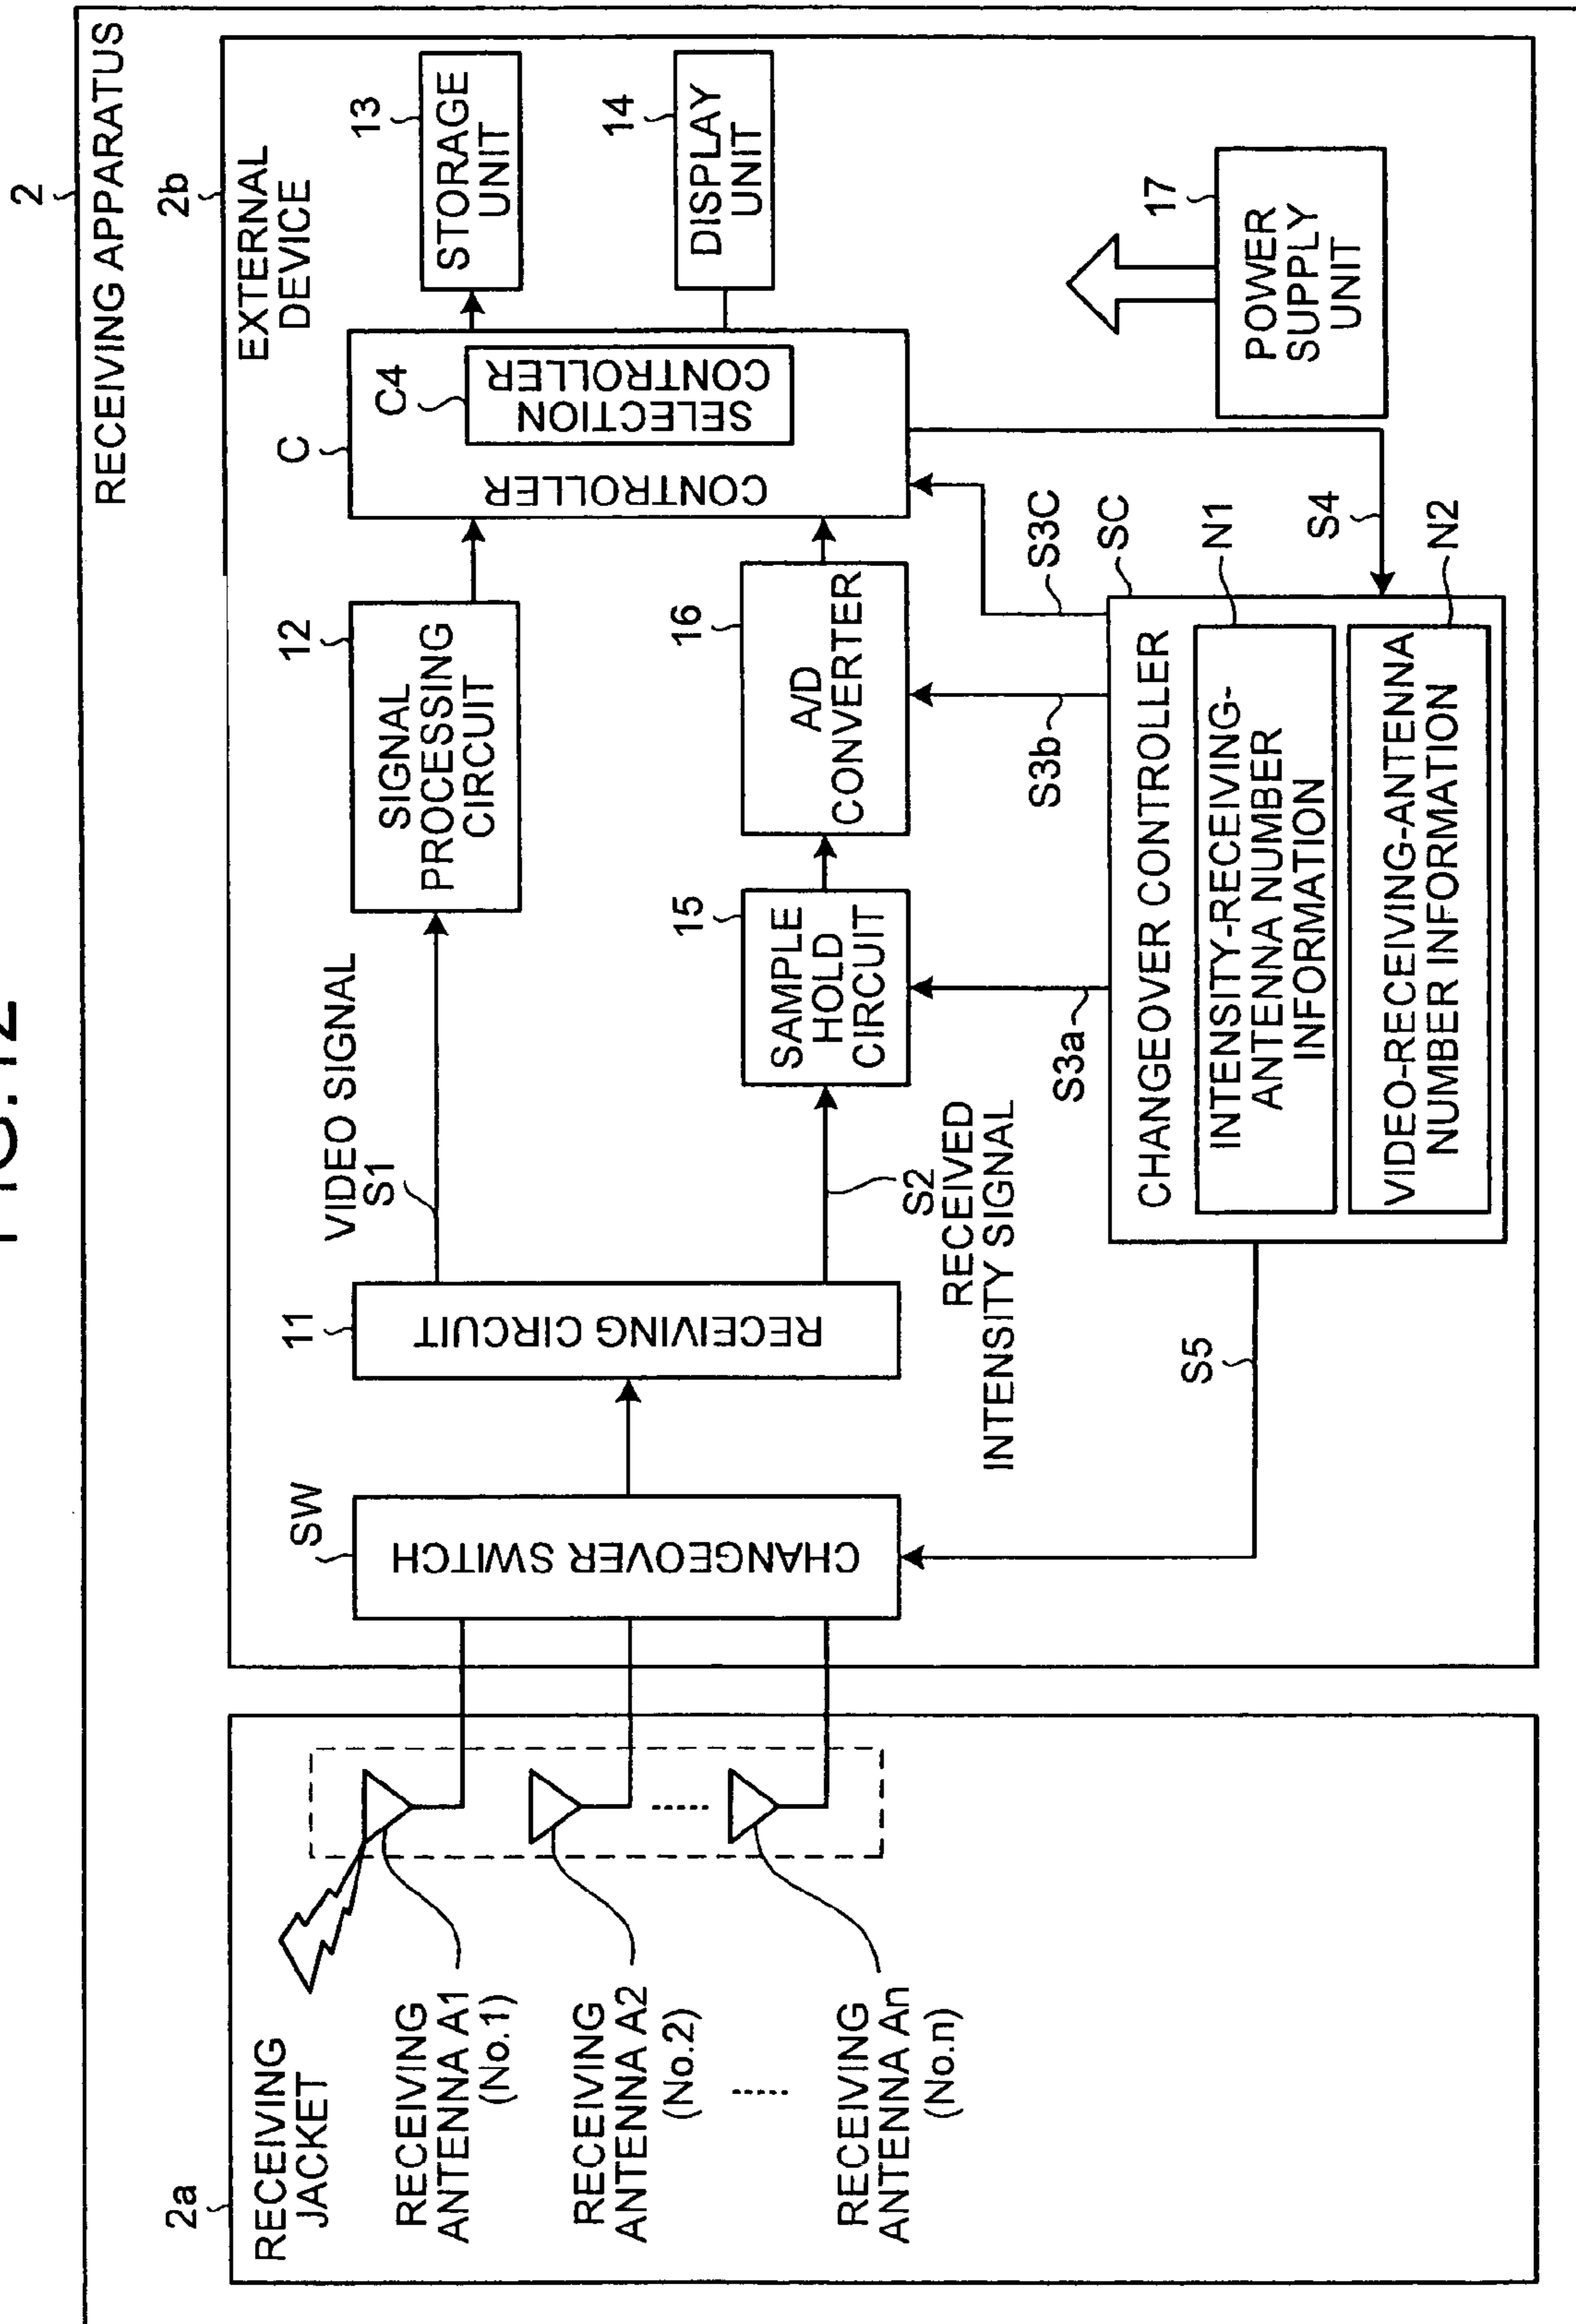 2
RECEIVING APPARATUS
2a
RECEIVING
JACKET
RECEIVING
ANTENNA A1
(No.1)
RECEIVING
ANTENNA A2
(No.2)
RECEIVING
ANTENNA An
(No.n)
2b
EXTERNAL
DEVICE
SW
CHANGEOVER SWITCH
11
RECEIVING CIRCUIT
VIDEO SIGNAL
S1
S2
RECEIVED
INTENSITY SIGNAL
12
SIGNAL
PROCESSING
CIRCUIT
15
SAMPLE
HOLD
CIRCUIT
16
A/D
CONVERTER
C
CONTROLLER
C4
SELECTION
CONTROLLER
13
STORAGE
UNIT
14
DISPLAY
UNIT
S3a
S3b
S3C
SC
S4
S5
CHANGEOVER CONTROLLER
N1
INTENSITY-RECEIVING-
ANTENNA NUMBER
INFORMATION
N2
VIDEO-RECEIVING-ANTENNA
NUMBER INFORMATION
17
POWER
SUPPLY
UNIT